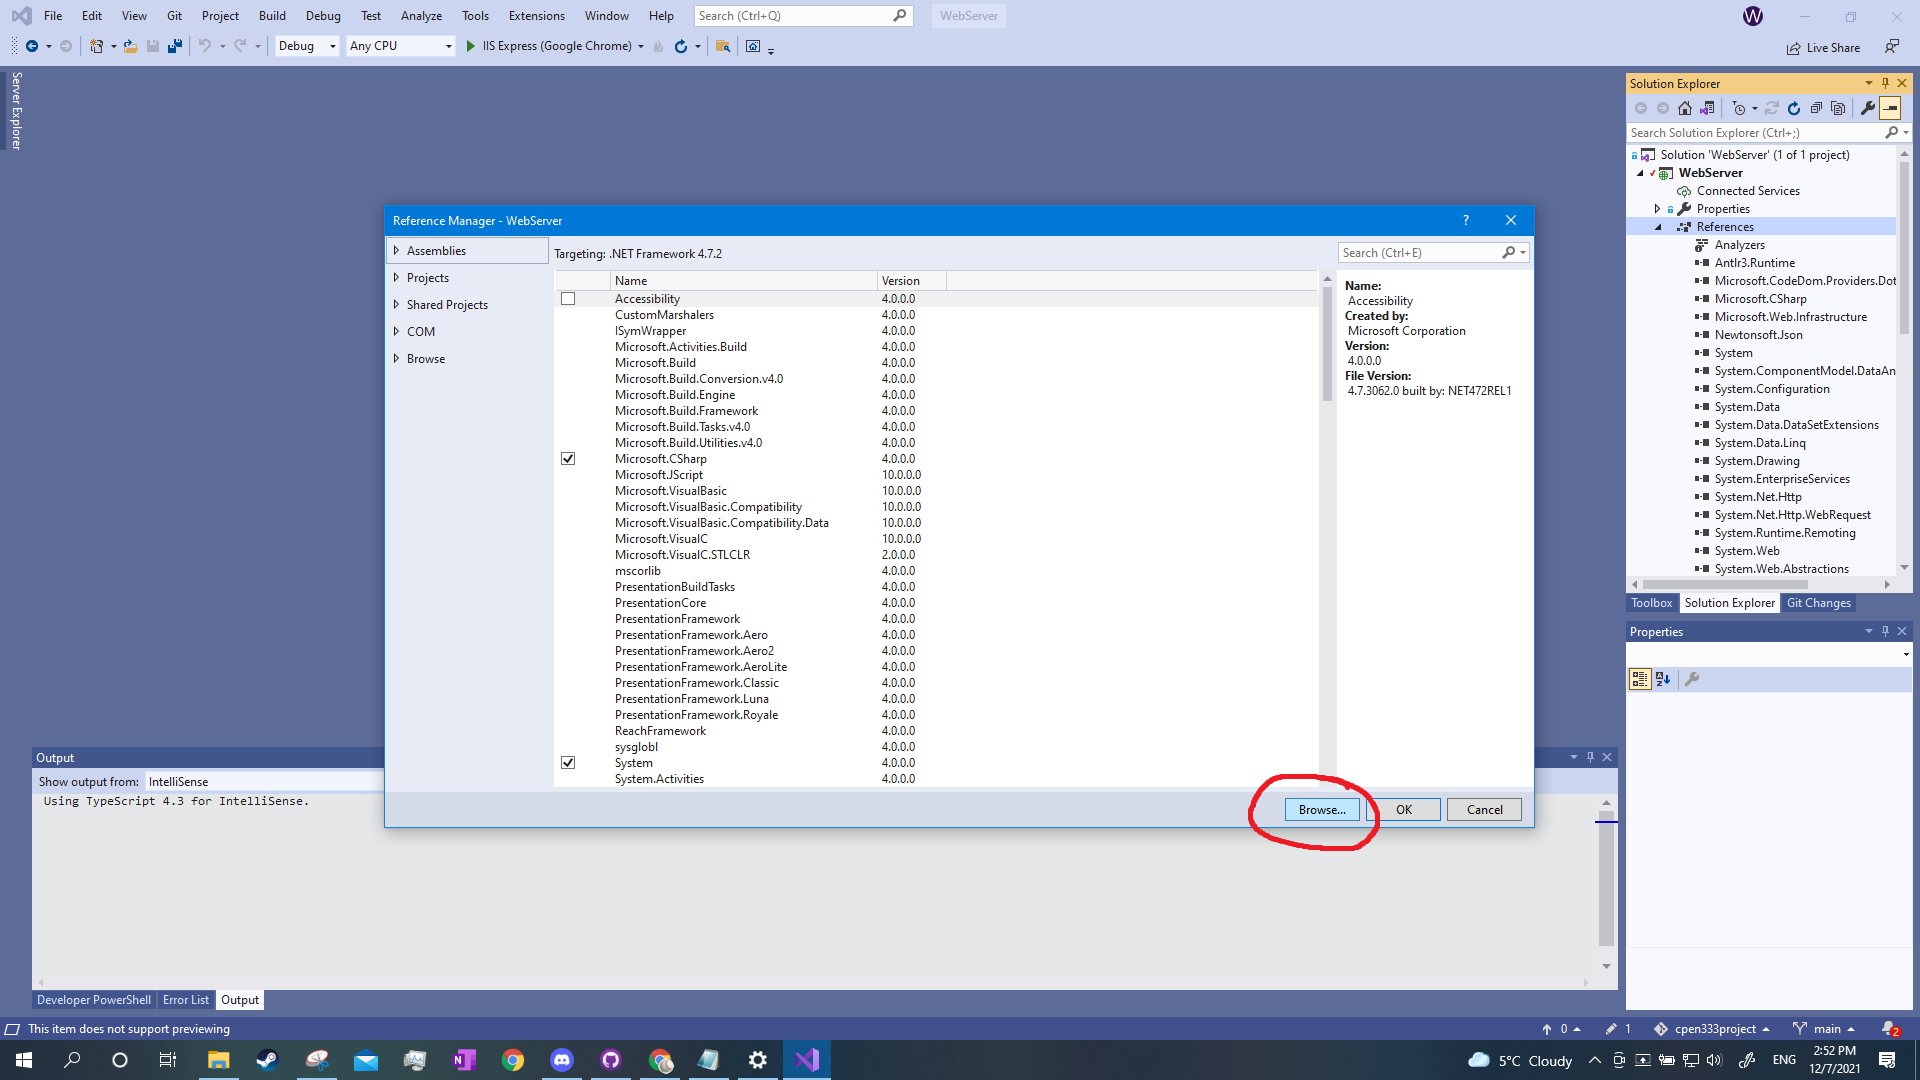 File Edit View Git Project Build Debug Test Analyze Tools Extensions Window Help Search (Ctrl+Q) WebServer W
Debug Any CPU IIS Express (Google Chrome) Live Share
Server Explorer
Solution Explorer
Search Solution Explorer (Ctrl+;)
Solution 'WebServer' (1 of 1 project)
WebServer
Connected Services
Properties
References
Analyzers
Antlr3.Runtime
Microsoft.CodeDom.Providers.Dot
Microsoft.CSharp
Microsoft.Web.Infrastructure
Newtonsoft.Json
System
System.ComponentModel.DataAn
System.Configuration
System.Data
System.Data.DataSetExtensions
System.Data.Linq
System.Drawing
System.EnterpriseServices
System.Net.Http
System.Net.Http.WebRequest
System.Runtime.Remoting
System.Web
System.Web.Abstractions
Toolbox Solution Explorer Git Changes
Properties
Reference Manager - WebServer ?
Assemblies
Projects
Shared Projects
COM
Browse
Targeting: .NET Framework 4.7.2
Search (Ctrl+E)
Name Version
Accessibility 4.0.0.0
CustomMarshalers 4.0.0.0
ISymWrapper 4.0.0.0
Microsoft.Activities.Build 4.0.0.0
Microsoft.Build 4.0.0.0
Microsoft.Build.Conversion.v4.0 4.0.0.0
Microsoft.Build.Engine 4.0.0.0
Microsoft.Build.Framework 4.0.0.0
Microsoft.Build.Tasks.v4.0 4.0.0.0
Microsoft.Build.Utilities.v4.0 4.0.0.0
Microsoft.CSharp 4.0.0.0
Microsoft.JScript 10.0.0.0
Microsoft.VisualBasic 10.0.0.0
Microsoft.VisualBasic.Compatibility 10.0.0.0
Microsoft.VisualBasic.Compatibility.Data 10.0.0.0
Microsoft.VisualC 10.0.0.0
Microsoft.VisualC.STLCLR 2.0.0.0
mscorlib 4.0.0.0
PresentationBuildTasks 4.0.0.0
PresentationCore 4.0.0.0
PresentationFramework 4.0.0.0
PresentationFramework.Aero 4.0.0.0
PresentationFramework.Aero2 4.0.0.0
PresentationFramework.AeroLite 4.0.0.0
PresentationFramework.Classic 4.0.0.0
PresentationFramework.Luna 4.0.0.0
PresentationFramework.Royale 4.0.0.0
ReachFramework 4.0.0.0
sysglobl 4.0.0.0
System 4.0.0.0
System.Activities 4.0.0.0
Name:
Accessibility
Created by:
Microsoft Corporation
Version:
4.0.0.0
File Version:
4.7.3062.0 built by: NET472REL1
Browse... OK Cancel
Output
Show output from: IntelliSense
Using TypeScript 4.3 for IntelliSense.
Developer PowerShell Error List Output
This item does not support previewing 0 1 cpen333project main 2
5°C Cloudy ENG 2:52 PM
12/7/2021